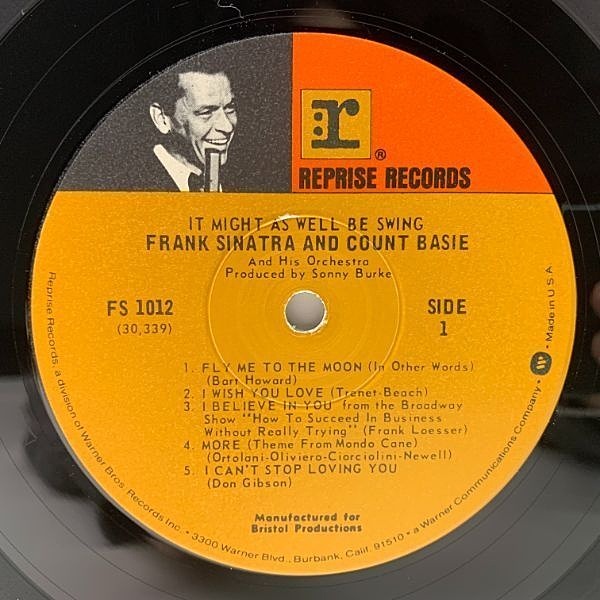 r
®
REPRISE RECORDS
IT MIGHT AS WELL BE SWING
FRANK SINATRA AND COUNT BASIE
And His Orchestra
Produced by Sonny Burke
FS 1012
(30,339)
SIDE
1
1. FLY ME TO THE MOON (In Other Words)
(Bart Howard)
2. I WISH YOU LOVE (Trenet-Beach)
3. I BELIEVE IN YOU from the Broadway
Show "How To Succeed In Business
Without Really Trying" (Frank Loesser)
4. MORE (Theme From Mondo Cane)
(Ortolani-Oliviero-Ciorciolini-Newell)
5. I CAN'T STOP LOVING YOU
(Don Gibson)
Manufactured for
Bristol Productions
Reprise Records, a division of Warner Bros. Records Inc. • 3300 Warner Blvd., Burbank, Calif. 91510 • a Warner Communications Company • Made in U.S.A.